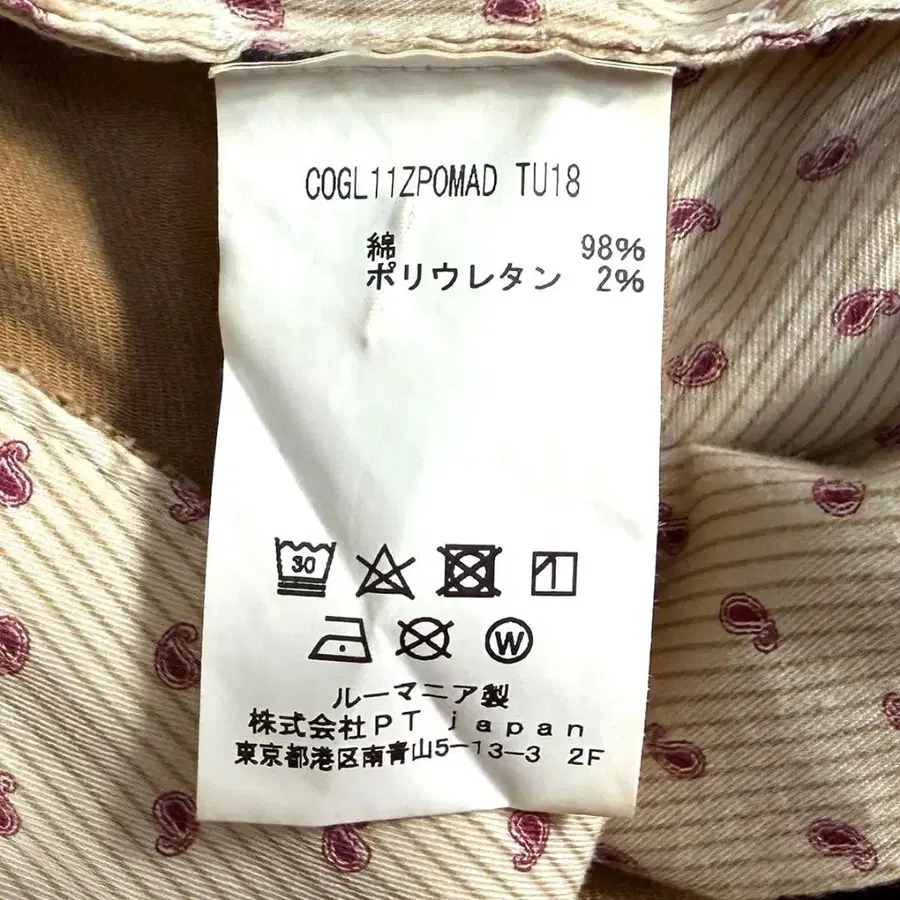 COGL11ZPOMAD TU18
綿 98%
ポリウレタン 2%
30
W
ルーマニア製
株式会社PT japan
東京都港区南青山5-13-3 2F